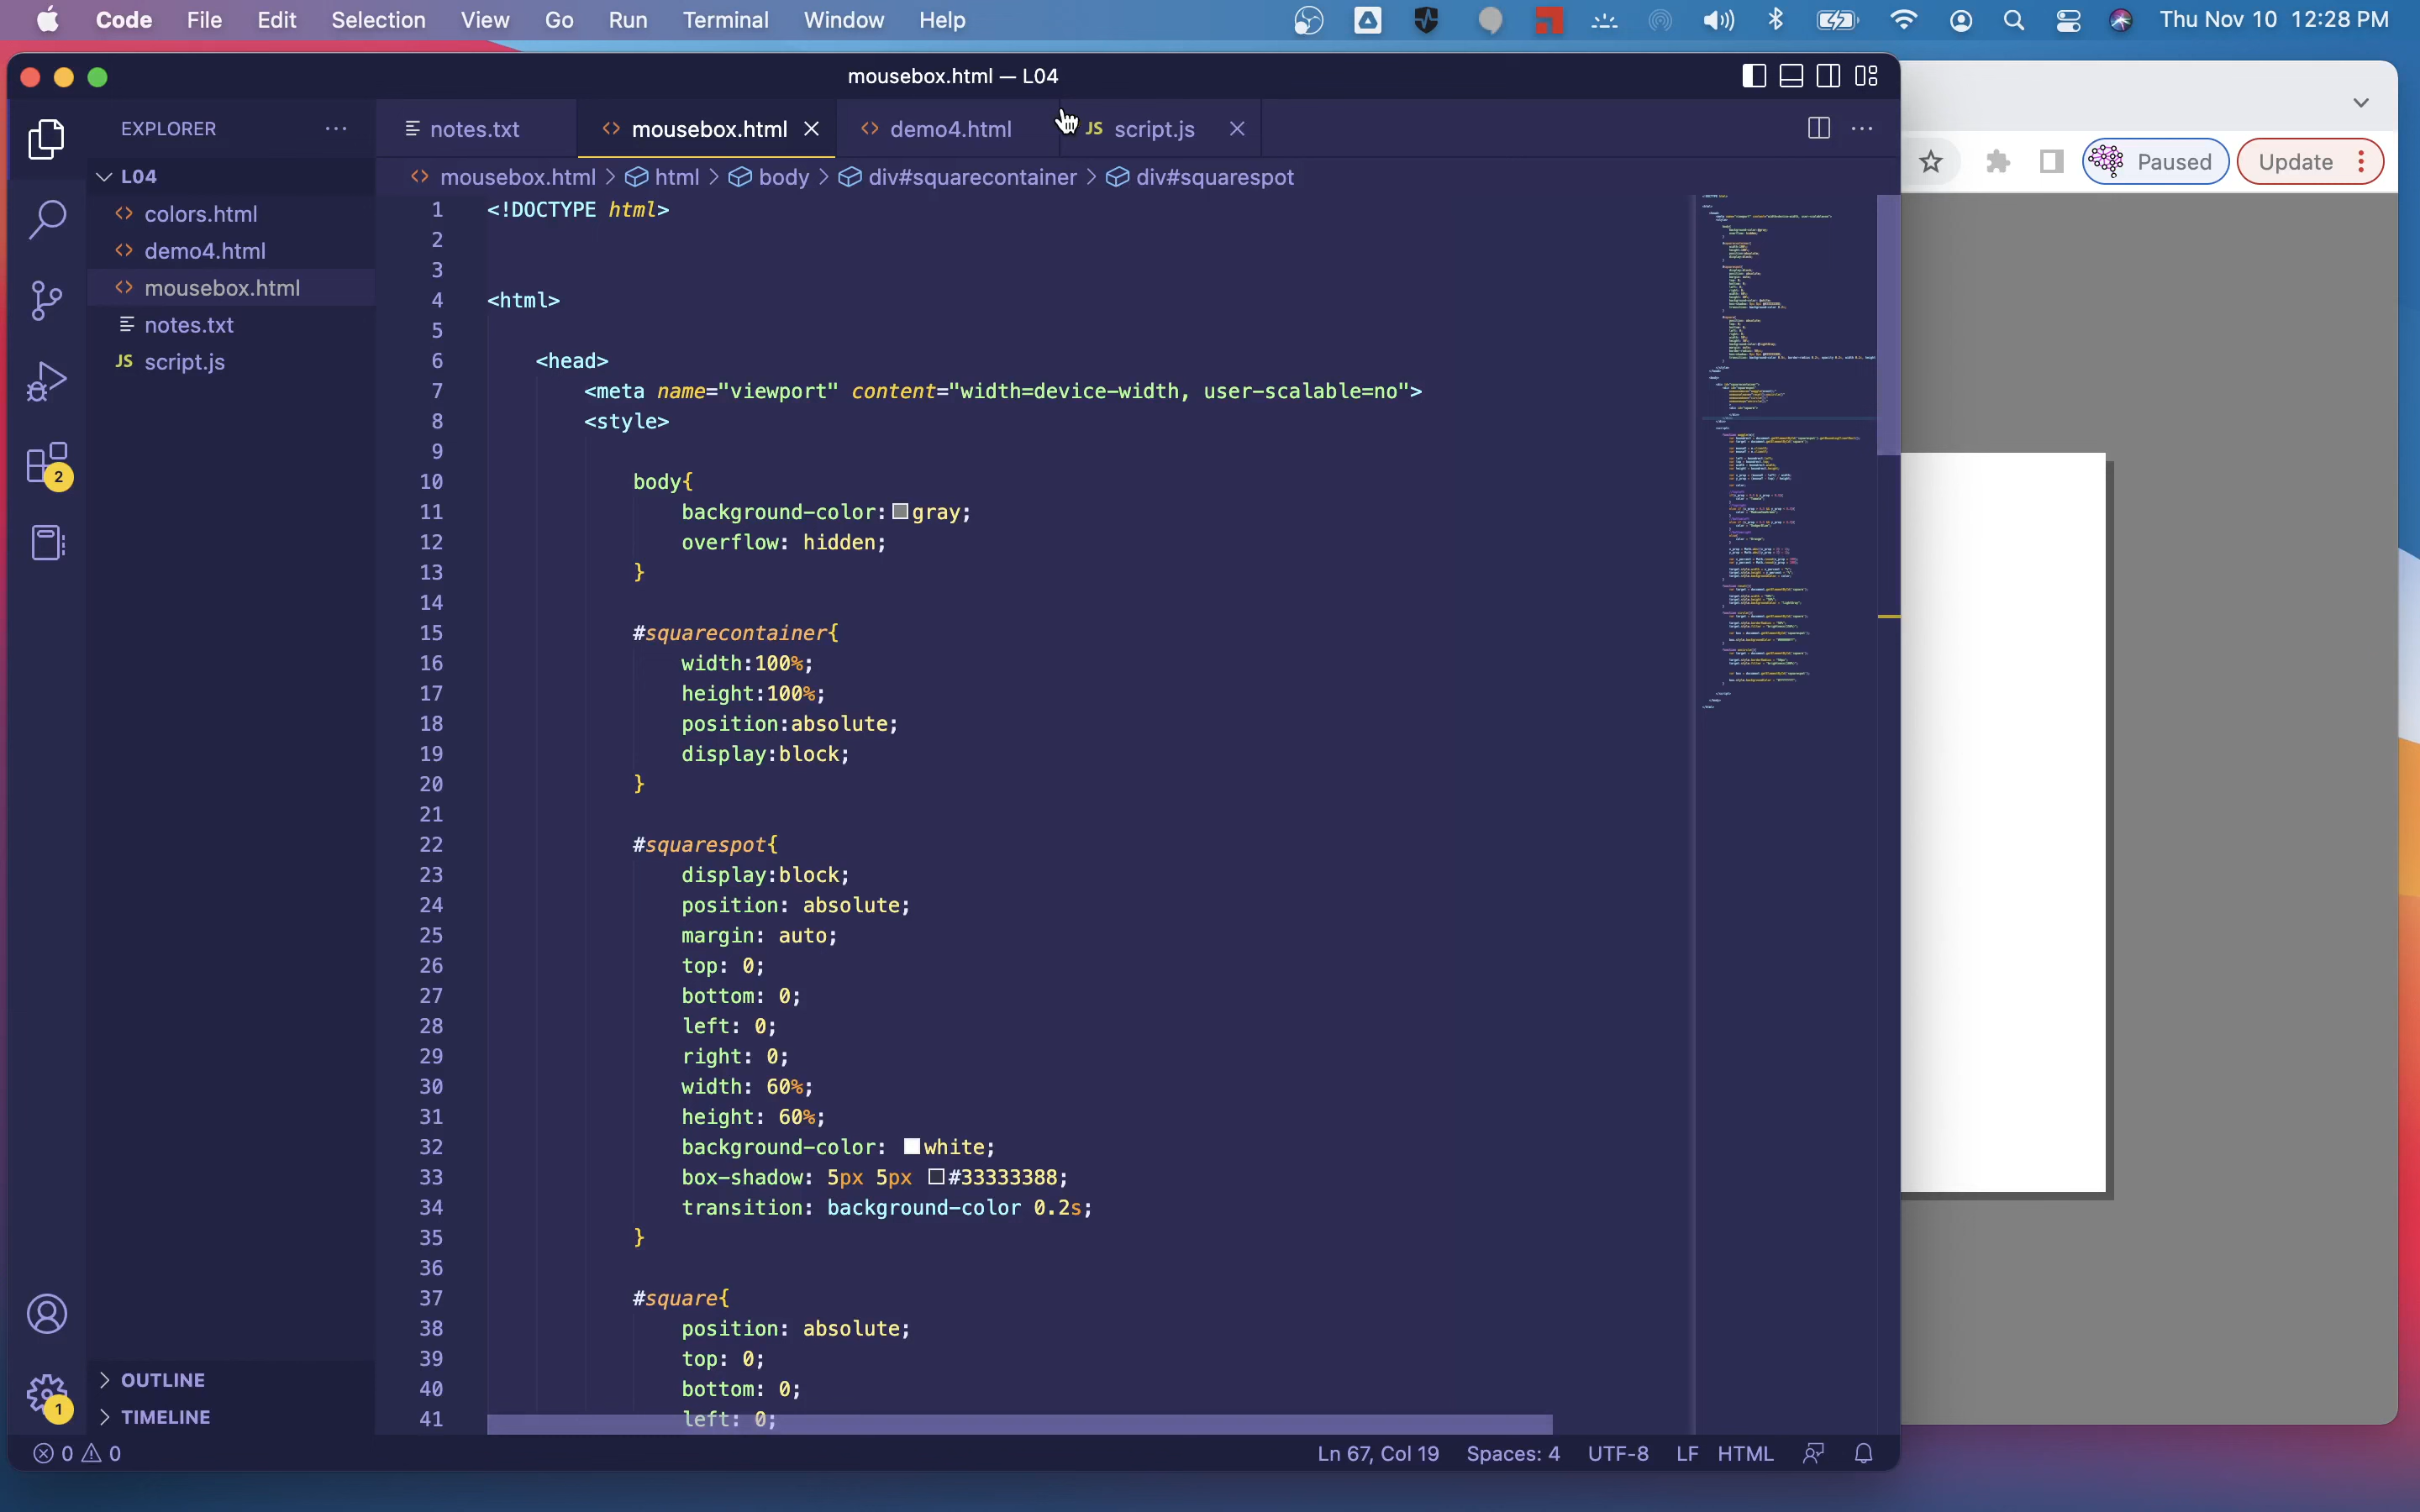 Code File Edit Selection View Go Run Terminal Window Help Thu Nov 10 12:28 PM
mousebox.html — L04
EXPLORER
notes.txt mousebox.html demo4.html JS script.js
Paused Update
L04
mousebox.html > html > body > div#squarecontainer > div#squarespot
colors.html
demo4.html
mousebox.html
notes.txt
JS script.js
2
1 <!DOCTYPE html>
2
3
4 <html>
5
6 <head>
7 <meta name="viewport" content="width=device-width, user-scalable=no">
8 <style>
9
10 body{
11 background-color:gray;
12 overflow: hidden;
13 }
14
15 #squarecontainer{
16 width:100%;
17 height:100%;
18 position:absolute;
19 display:block;
20 }
21
22 #squarespot{
23 display:block;
24 position: absolute;
25 margin: auto;
26 top: 0;
27 bottom: 0;
28 left: 0;
29 right: 0;
30 width: 60%;
31 height: 60%;
32 background-color: white;
33 box-shadow: 5px 5px #33333388;
34 transition: background-color 0.2s;
35 }
36
37 #square{
38 position: absolute;
39 top: 0;
40 bottom: 0;
41 left: 0;
1
OUTLINE
TIMELINE
0 0 Ln 67, Col 19 Spaces: 4 UTF-8 LF HTML